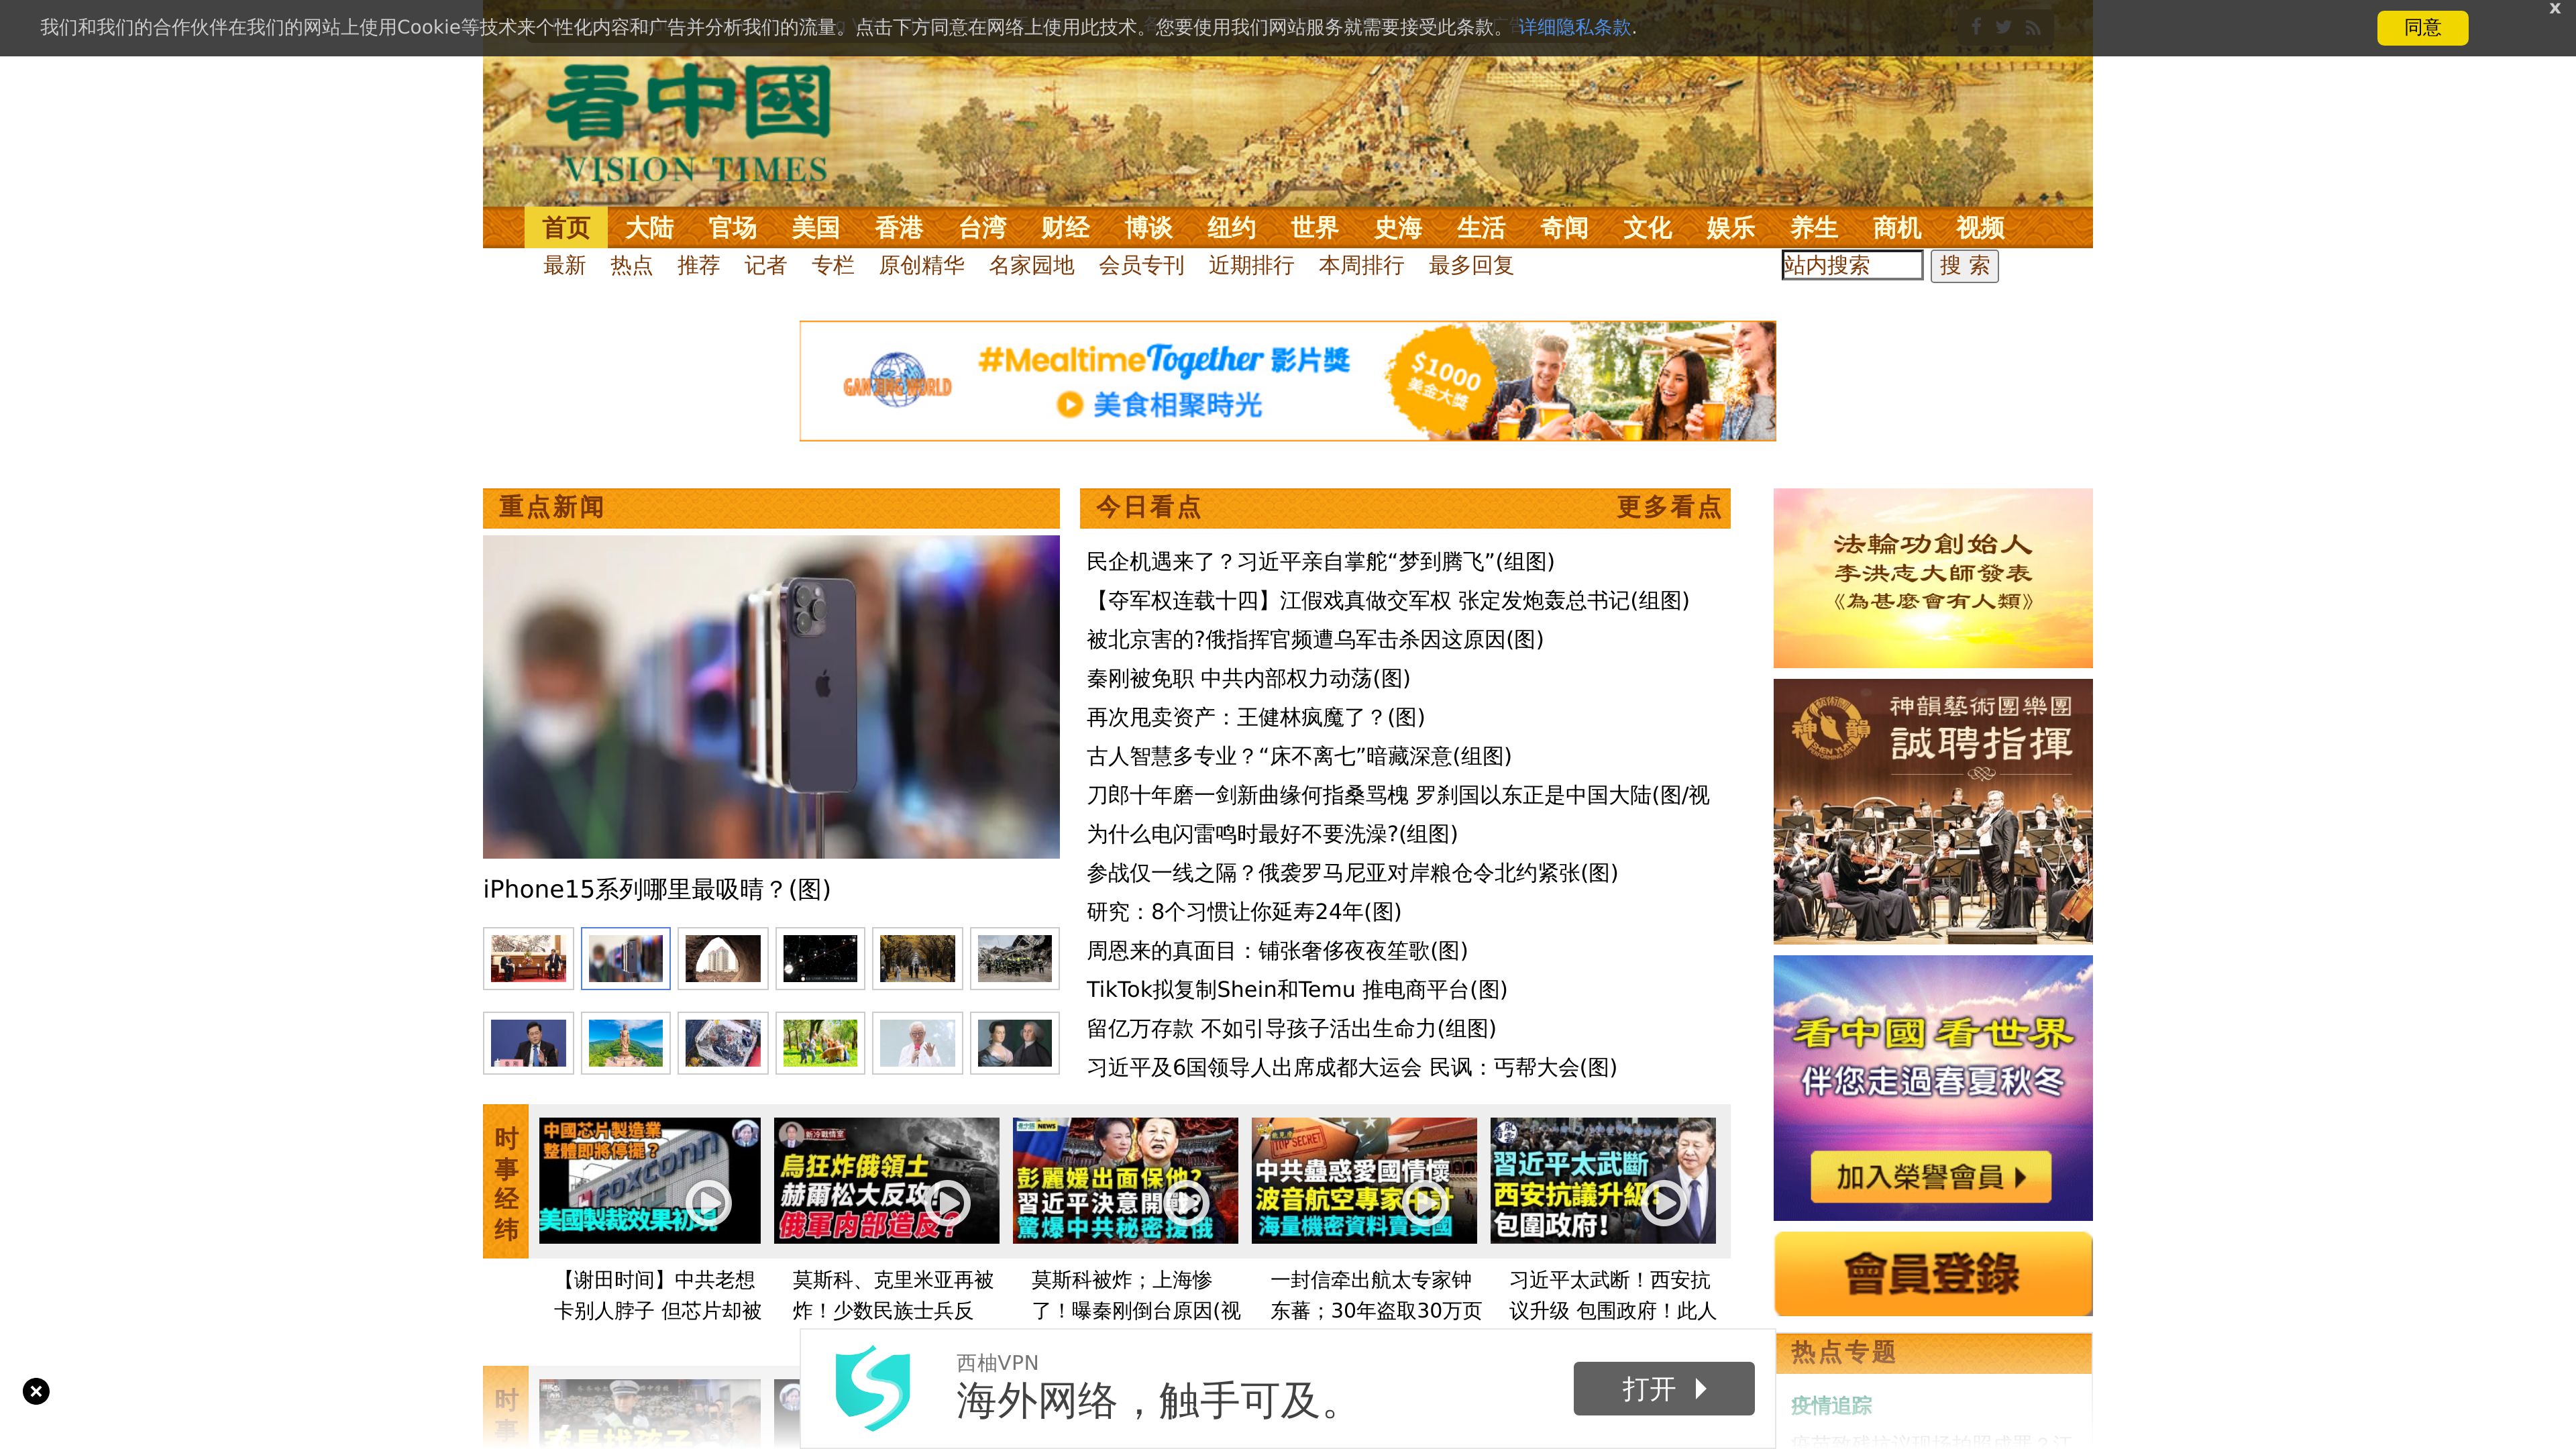 我们和我们的合作伙伴在我们的网站上使用Cookie等技术来个性化内容和广告并分析我们的流量。点击下方同意在网络上使用此技术。您要使用我们网站服务就需要接受此条款。 详细隐私条款.
同意
x
看中國
VISION TIMES
首页 大陆 官场 美国 香港 台湾 财经 博谈 纽约 世界 史海 生活 奇闻 文化 娱乐 养生 商机 视频
最新 热点 推荐 记者 专栏 原创精华 名家园地 会员专刊 近期排行 本周排行 最多回复
站内搜索 搜 索
GAN JING WORLD
#MealtimeTogether 影片獎
美食相聚時光
$1000
美金大獎
重点新闻
iPhone15系列哪里最吸睛？(图)
今日看点 更多看点
民企机遇来了？习近平亲自掌舵“梦到腾飞”(组图)
【夺军权连载十四】江假戏真做交军权 张定发炮轰总书记(组图)
被北京害的?俄指挥官频遭乌军击杀因这原因(图)
秦刚被免职 中共内部权力动荡(图)
再次甩卖资产：王健林疯魔了？(图)
古人智慧多专业？“床不离七”暗藏深意(组图)
刀郎十年磨一剑新曲缘何指桑骂槐 罗刹国以东正是中国大陆(图/视
为什么电闪雷鸣时最好不要洗澡?(组图)
参战仅一线之隔？俄袭罗马尼亚对岸粮仓令北约紧张(图)
研究：8个习惯让你延寿24年(图)
周恩来的真面目：铺张奢侈夜夜笙歌(图)
TikTok拟复制Shein和Temu 推电商平台(图)
留亿万存款 不如引导孩子活出生命力(组图)
习近平及6国领导人出席成都大运会 民讽：丐帮大会(图)
法輪功創始人
李洪志大師發表
《為甚麼會有人類》
神韻
SHEN YUN
神韻藝術團樂團
誠聘指揮
看中國 看世界
伴您走過春夏秋冬
加入榮譽會員
會員登錄
时事经纬
中國芯片製造業
整體即將停擺？
FOXCONN
美國製裁效果初見
新冷戰情室
烏狂炸俄領土
赫爾松大反攻
俄軍内部造反?
NEWS
彭麗媛出面保他?
習近平決意開戰?
驚爆中共秘密援俄
TOP SECRET
中共蠱惑愛國情懷
波音航空專家中計
海量機密資料賣美國
習近平太武斷
西安抗議升級!
包圍政府!
【谢田时间】中共老想
卡别人脖子 但芯片却被
莫斯科、克里米亚再被
炸！少数民族士兵反
莫斯科被炸；上海惨
了！曝秦刚倒台原因(视
一封信牵出航太专家钟
东蕃；30年盗取30万页
习近平太武断！西安抗
议升级 包围政府！此人
时事
西柚VPN
海外网络，触手可及。
打开
热点专题
疫情追踪